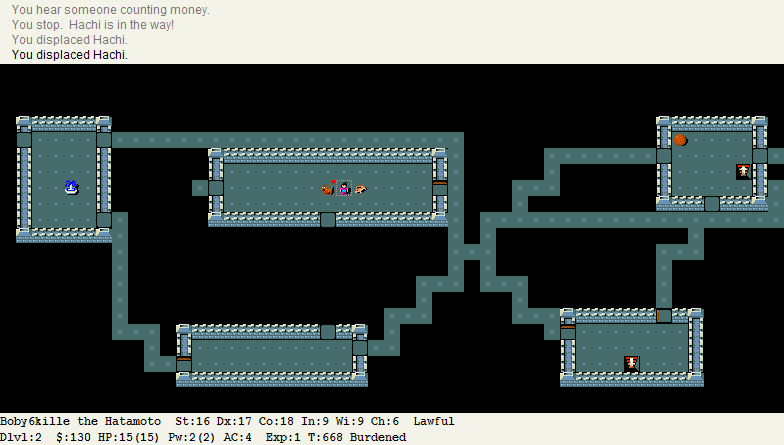 You hear someone counting money.
You stop. Hachi is in the way!
You displaced Hachi.
You displaced Hachi.
Boby6kille the Hatamoto St:16 Dx:17 Co:18 In:9 Wi:9 Ch:6 Lawful
Dlvl:2 $:130 HP:15(15) Pw:2(2) AC:4 Exp:1 T:668 Burdened